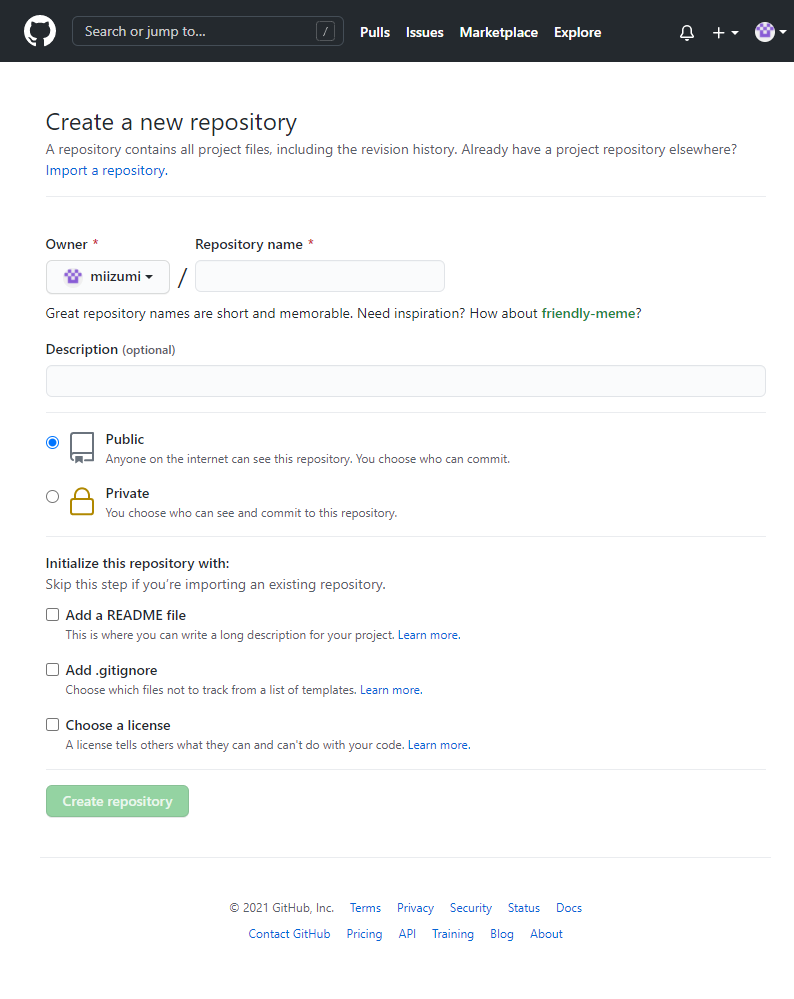 Search or jump to... /
Pulls Issues Marketplace Explore
Create a new repository
A repository contains all project files, including the revision history. Already have a project repository elsewhere?
Import a repository.
Owner * Repository name *
miizumi /
Great repository names are short and memorable. Need inspiration? How about friendly-meme?
Description (optional)
Public
Anyone on the internet can see this repository. You choose who can commit.
Private
You choose who can see and commit to this repository.
Initialize this repository with:
Skip this step if you’re importing an existing repository.
Add a README file
This is where you can write a long description for your project. Learn more.
Add .gitignore
Choose which files not to track from a list of templates. Learn more.
Choose a license
A license tells others what they can and can't do with your code. Learn more.
Create repository
© 2021 GitHub, Inc. Terms Privacy Security Status Docs
Contact GitHub Pricing API Training Blog About